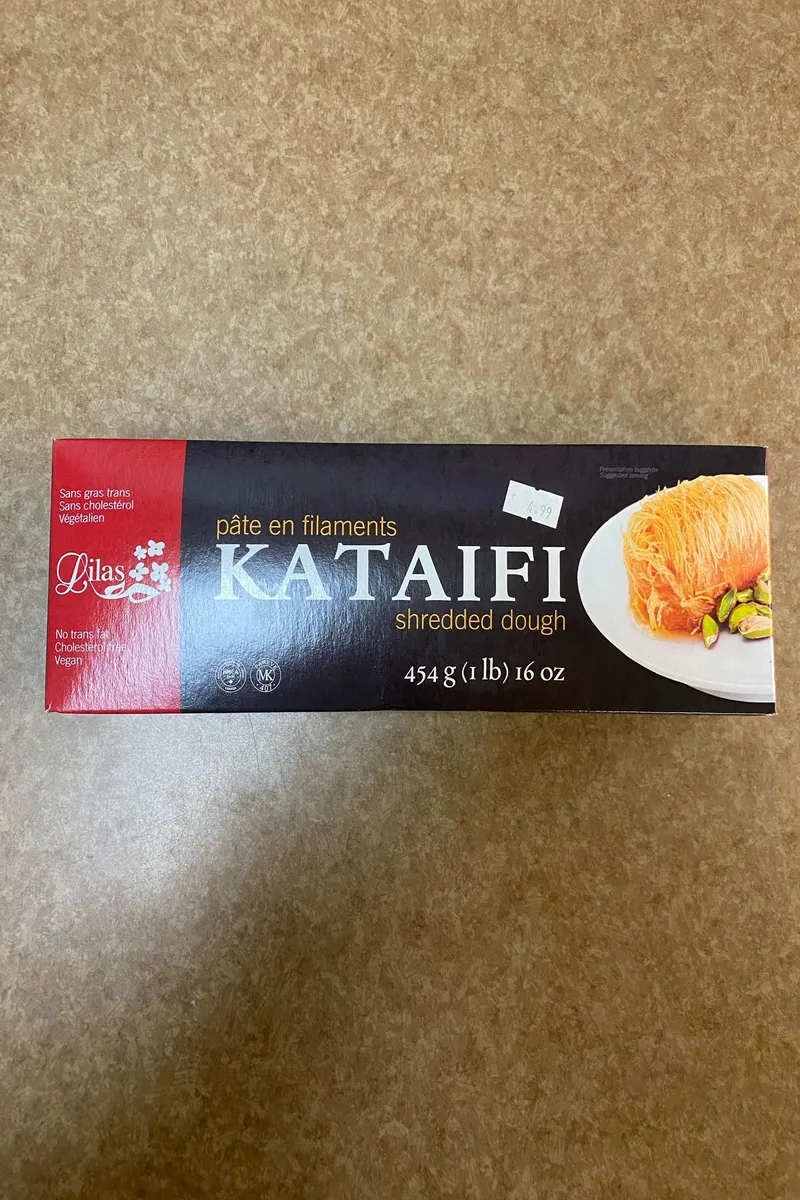 Sans gras trans
Sans cholestérol
Végétalien
Lilas
No trans fat
Cholesterol free
Vegan
pâte en filaments
KATAIFI
shredded dough
454 g (1 lb) 16 oz
MK
407
4.99
Présentation suggérée
Suggested serving